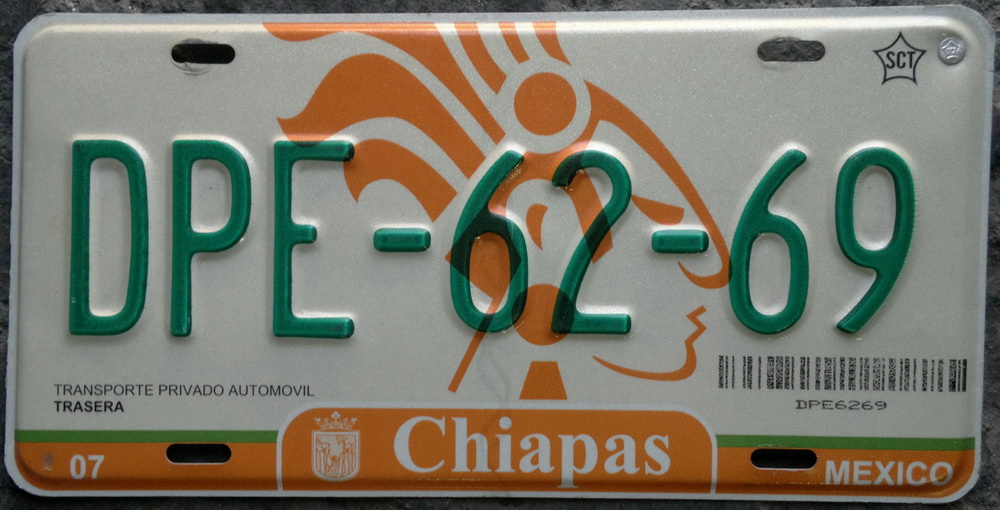 SCT
DPE-62-69
DPE6269
TRANSPORTE PRIVADO AUTOMOVIL
TRASERA
07
Chiapas
MEXICO